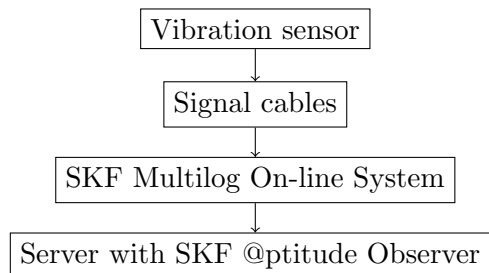 Vibration sensor
Signal cables
SKF Multilog On-line System
Server with SKF @ptitude Observer